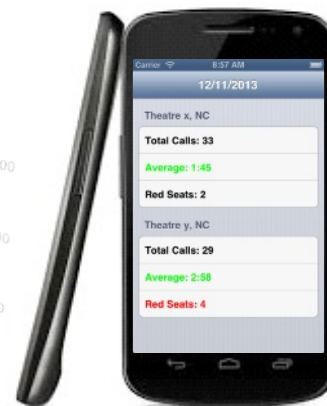 Carrier 8:57 AM
12/11/2013
Theatre x, NC
Total Calls: 33
Average: 1:45
Red Seats: 2
Theatre y, NC
Total Calls: 29
Average: 2:58
Red Seats: 4